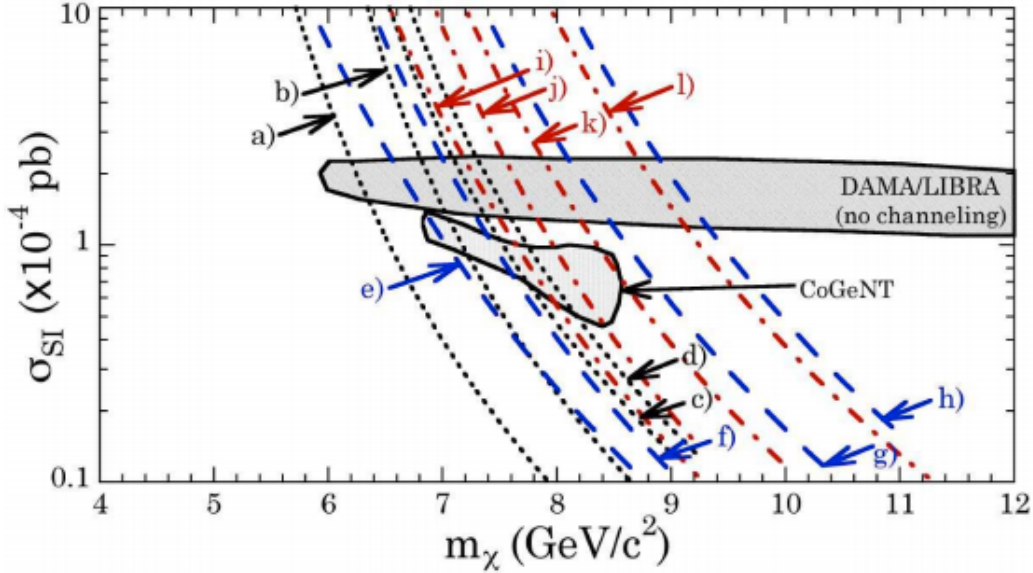 10
1
0.1
σSI (x10⁻⁴ pb)
a)
b)
i)
j)
k)
l)
DAMA/LIBRA
(no channeling)
e)
CoGeNT
d)
c)
f)
g)
h)
4 5 6 7 8 9 10 11 12
mχ (GeV/c²)